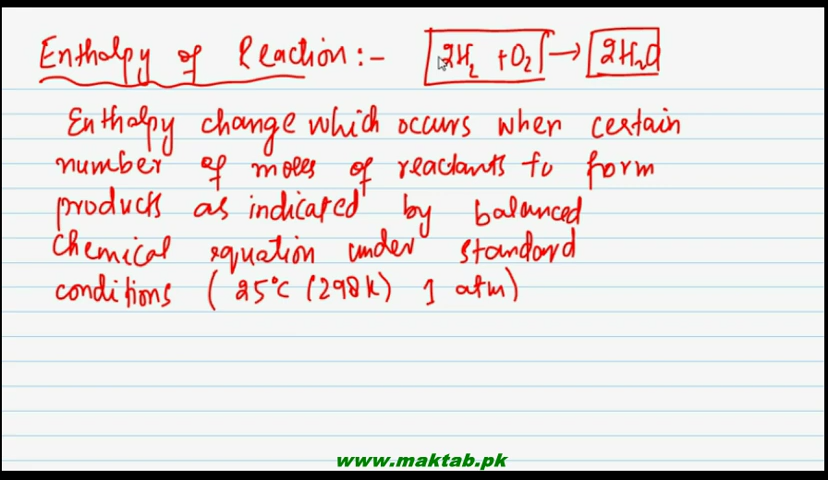 Enthalpy of Reaction:- 2H2 + O2 → 2H2O
Enthalpy change which occurs when certain
number of moles of reactants to form
products as indicated by balanced
chemical equation under standard
conditions (25°C (298K) 1 atm)
www.maktab.pk